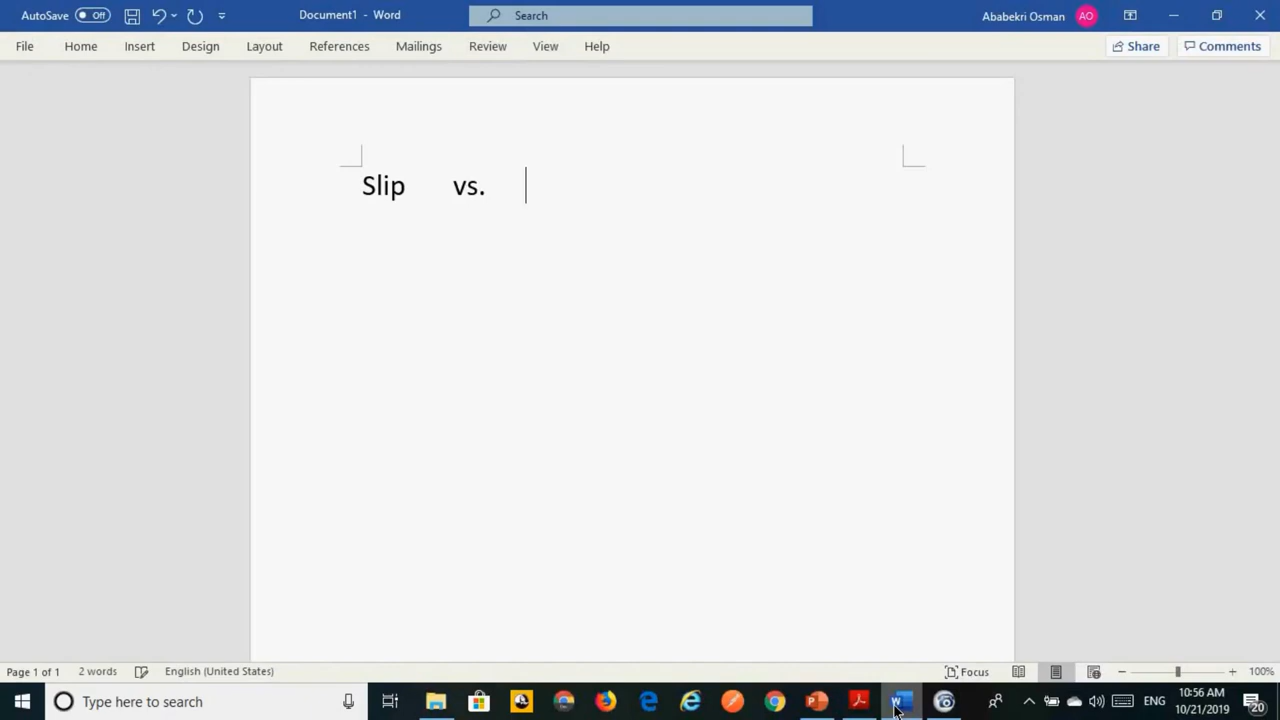 AutoSave Off Document1 - Word Search Ababekri Osman AO
File Home Insert Design Layout References Mailings Review View Help Share Comments
Slip vs.
Page 1 of 1 2 words English (United States) Focus 100%
Type here to search ENG 10:56 AM 10/21/2019 20